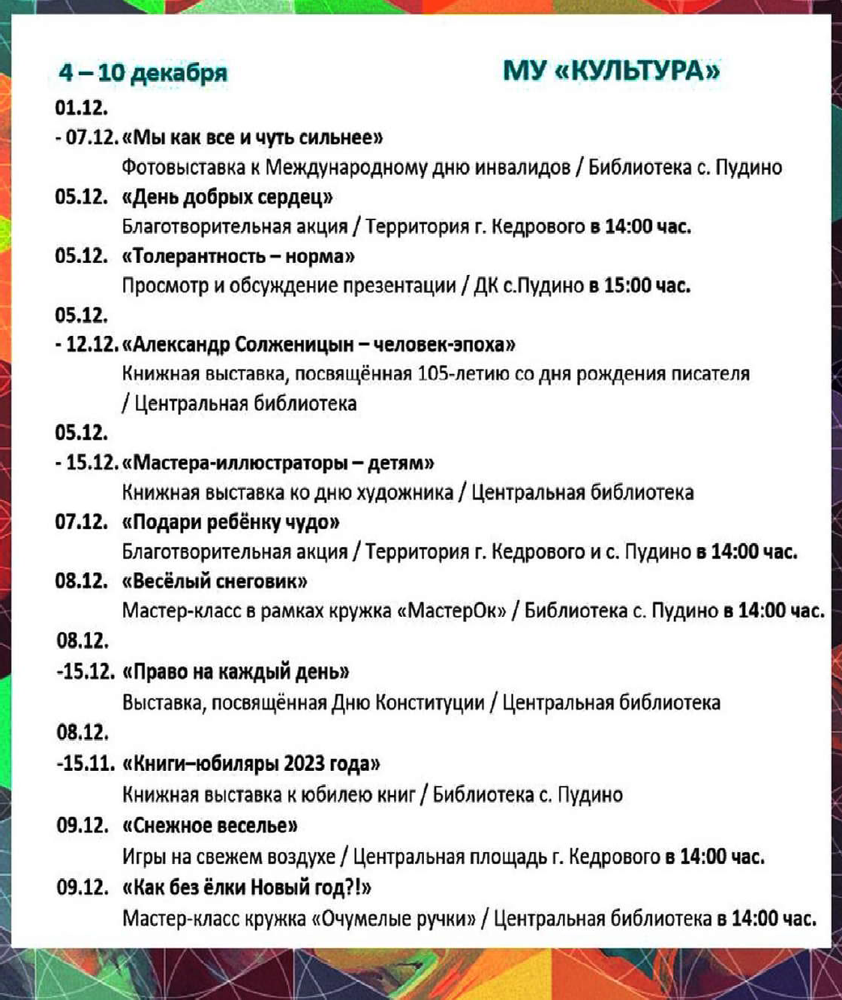 4 – 10 декабря МУ «КУЛЬТУРА»
01.12.
- 07.12. «Мы как все и чуть сильнее»
Фотовыставка к Международному дню инвалидов / Библиотека с. Пудино
05.12. «День добрых сердец»
Благотворительная акция / Территория г. Кедрового в 14:00 час.
05.12. «Толерантность – норма»
Просмотр и обсуждение презентации / ДК с.Пудино в 15:00 час.
05.12.
- 12.12. «Александр Солженицын – человек-эпоха»
Книжная выставка, посвящённая 105-летию со дня рождения писателя
/ Центральная библиотека
05.12.
- 15.12. «Мастера-иллюстраторы – детям»
Книжная выставка ко дню художника / Центральная библиотека
07.12. «Подари ребёнку чудо»
Благотворительная акция / Территория г. Кедрового и с. Пудино в 14:00 час.
08.12. «Весёлый снеговик»
Мастер-класс в рамках кружка «МастерОк» / Библиотека с. Пудино в 14:00 час.
08.12.
-15.12. «Право на каждый день»
Выставка, посвящённая Дню Конституции / Центральная библиотека
08.12.
-15.11. «Книги–юбиляры 2023 года»
Книжная выставка к юбилею книг / Библиотека с. Пудино
09.12. «Снежное веселье»
Игры на свежем воздухе / Центральная площадь г. Кедрового в 14:00 час.
09.12. «Как без ёлки Новый год?!»
Мастер-класс кружка «Очумелые ручки» / Центральная библиотека в 14:00 час.